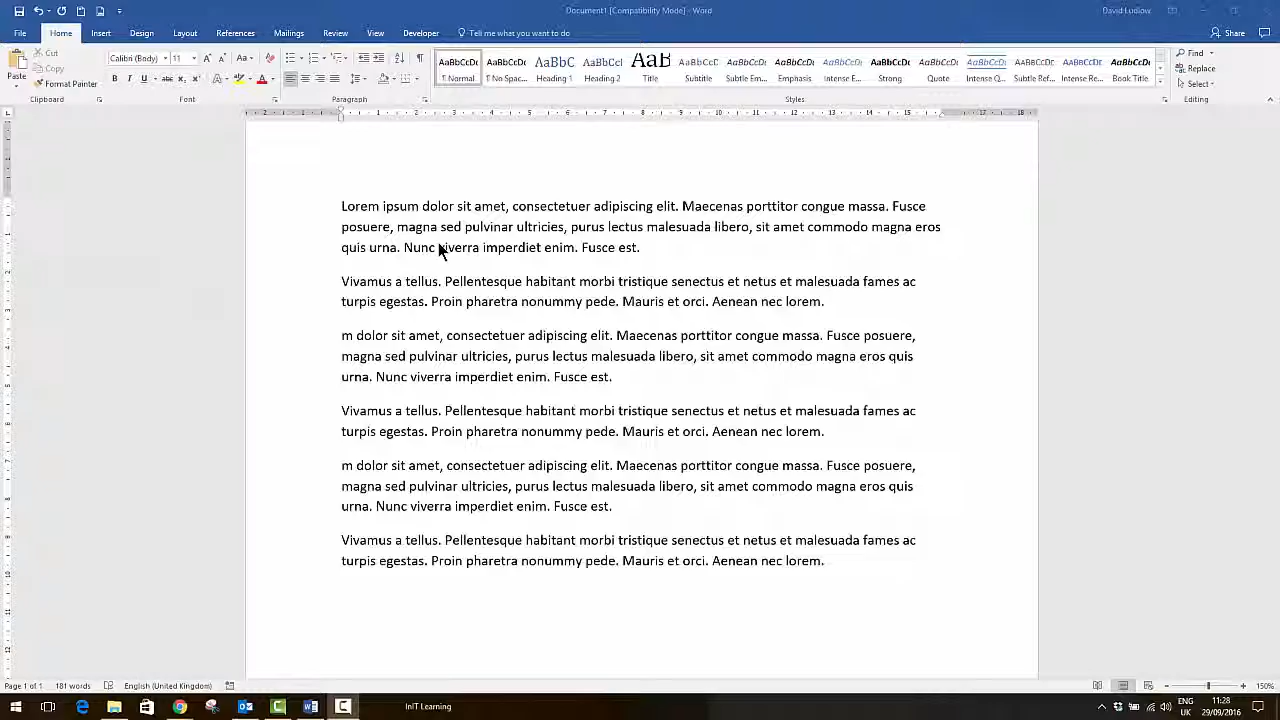 Document1 [Compatibility Mode] - Word
David Ludlow
File Home Insert Design Layout References Mailings Review View Developer Tell me what you want to do Share
Paste
Cut
Copy
Format Painter
Calibri (Body) 11
AaBbCcDc AaBbCcDc AaBbC AaBbCcI AaB AaBbCcDc AaBbCcDc AaBbCcDc AaBbCcDc AaBbCcDc AaBbCcDc AaBbCcDc AaBbCcDc AaBbCcDc AaBbCcDc
¶ Normal ¶ No Spac... Heading 1 Heading 2 Title Subtitle Subtle Em... Emphasis Intense E... Strong Quote Intense Q... Subtle Ref... Intense Re... Book Title
Find
Replace
Select
Clipboard Font Paragraph Styles Editing
Lorem ipsum dolor sit amet, consectetuer adipiscing elit. Maecenas porttitor congue massa. Fusce
posuere, magna sed pulvinar ultricies, purus lectus malesuada libero, sit amet commodo magna eros
quis urna. Nunc viverra imperdiet enim. Fusce est.
Vivamus a tellus. Pellentesque habitant morbi tristique senectus et netus et malesuada fames ac
turpis egestas. Proin pharetra nonummy pede. Mauris et orci. Aenean nec lorem.
m dolor sit amet, consectetuer adipiscing elit. Maecenas porttitor congue massa. Fusce posuere,
magna sed pulvinar ultricies, purus lectus malesuada libero, sit amet commodo magna eros quis
urna. Nunc viverra imperdiet enim. Fusce est.
Vivamus a tellus. Pellentesque habitant morbi tristique senectus et netus et malesuada fames ac
turpis egestas. Proin pharetra nonummy pede. Mauris et orci. Aenean nec lorem.
m dolor sit amet, consectetuer adipiscing elit. Maecenas porttitor congue massa. Fusce posuere,
magna sed pulvinar ultricies, purus lectus malesuada libero, sit amet commodo magna eros quis
urna. Nunc viverra imperdiet enim. Fusce est.
Vivamus a tellus. Pellentesque habitant morbi tristique senectus et netus et malesuada fames ac
turpis egestas. Proin pharetra nonummy pede. Mauris et orci. Aenean nec lorem.
Page 1 of 1 181 words English (United Kingdom) 150%
InIT Learning
ENG
UK
11:28
29/09/2016